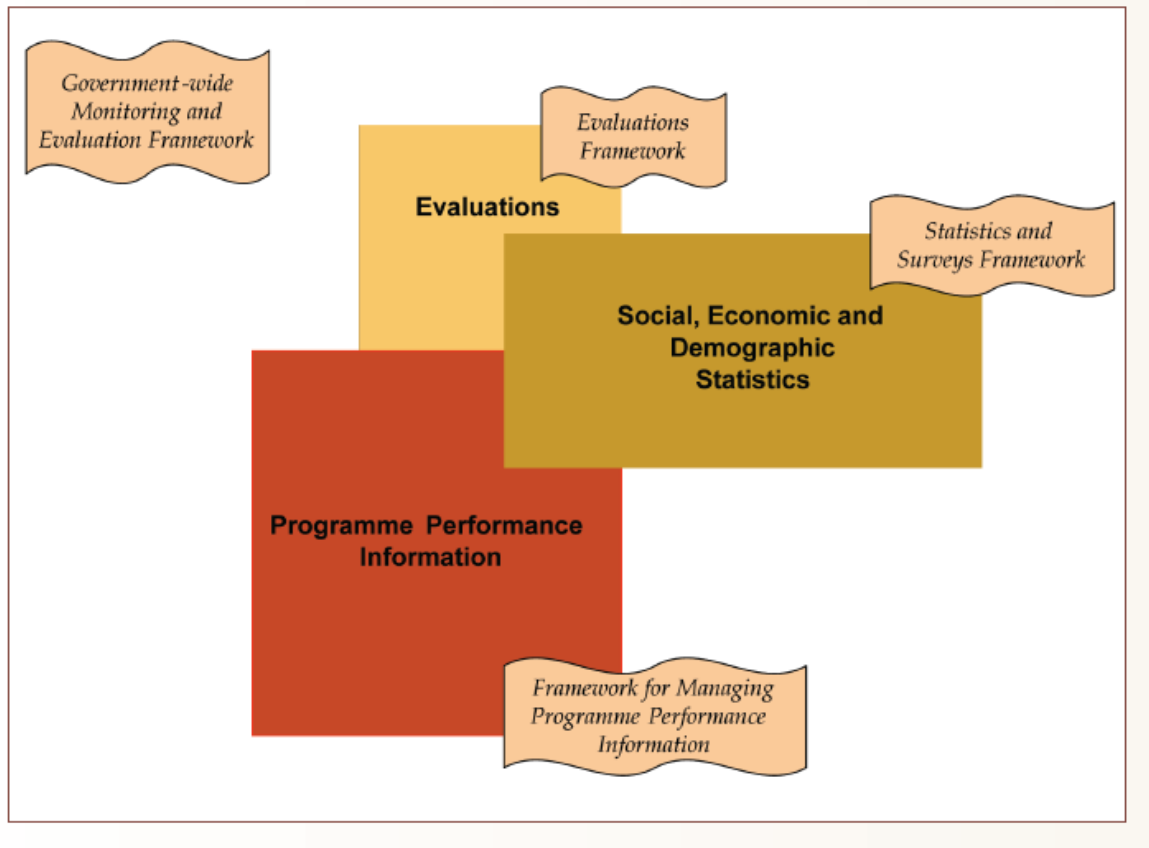 Government-wide
Monitoring and
Evaluation Framework
Evaluations
Framework
Evaluations
Statistics and
Surveys Framework
Social, Economic and
Demographic
Statistics
Programme Performance
Information
Framework for Managing
Programme Performance
Information